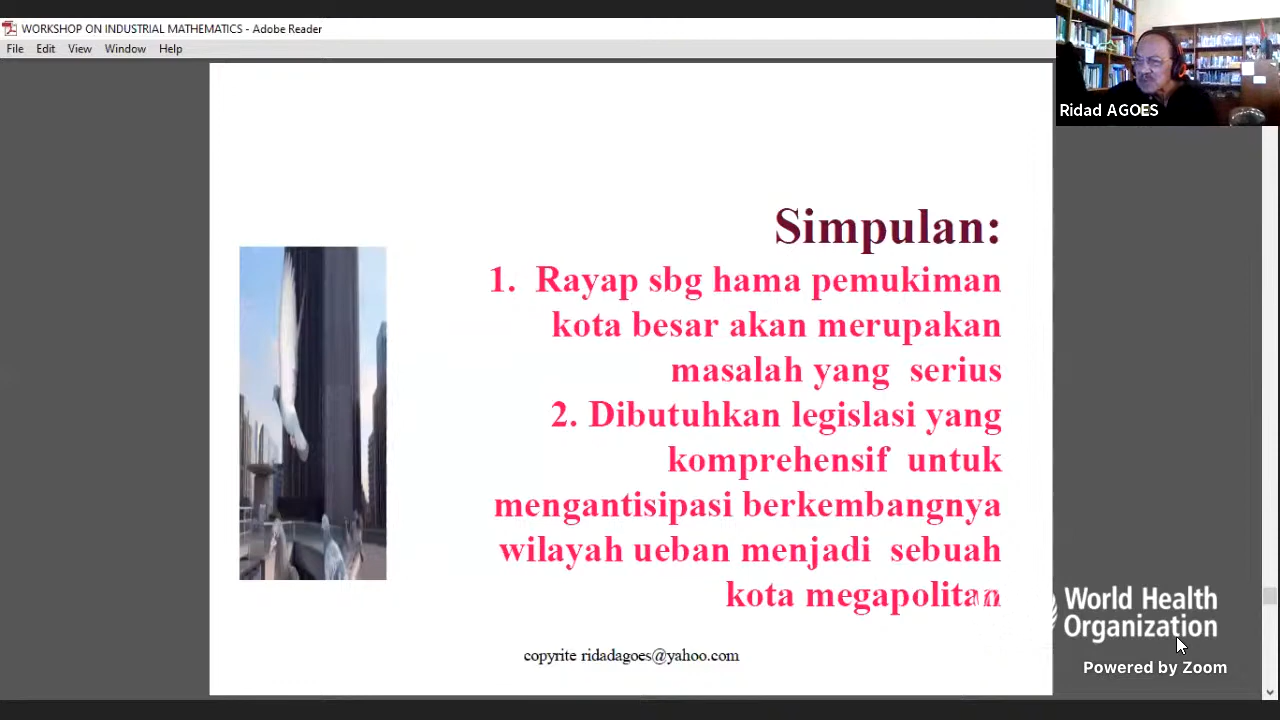 WORKSHOP ON INDUSTRIAL MATHEMATICS - Adobe Reader
File Edit View Window Help
Ridad AGOES
Simpulan:
1. Rayap sbg hama pemukiman
kota besar akan merupakan
masalah yang serius
2. Dibutuhkan legislasi yang
komprehensif untuk
mengantisipasi berkembangnya
wilayah ueban menjadi sebuah
kota megapolitan
World Health
Organization
copyrite ridadagoes@yahoo.com
Powered by Zoom